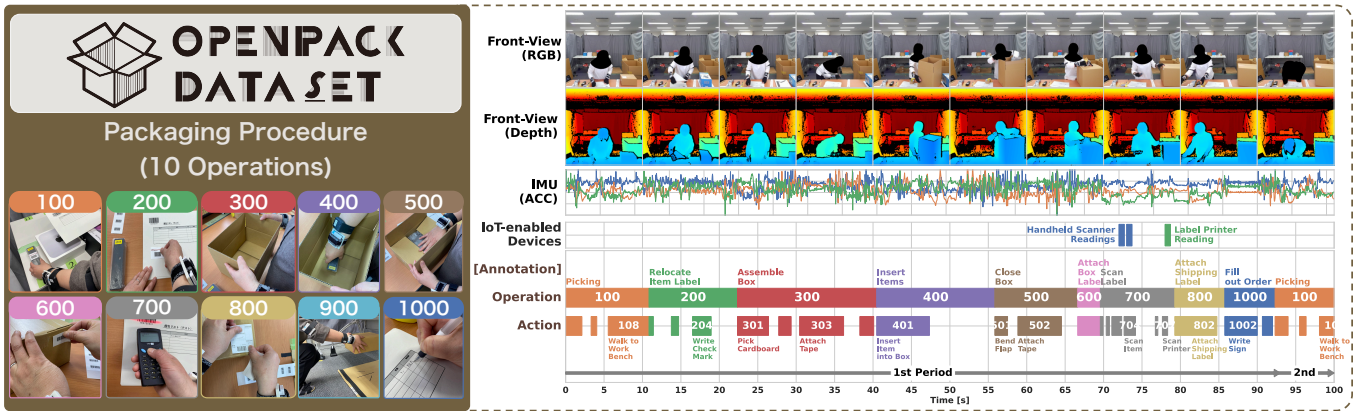 OPENPACK
DATASET
Packaging Procedure
(10 Operations)
100 200 300 400 500
600 700 800 900 1000
Front-View
(RGB)
Front-View
(Depth)
IMU
(ACC)
IoT-enabled
Devices
Handheld Scanner
Readings
Label Printer
Reading
[Annotation]
Picking
Relocate
Item Label
Assemble
Box
Insert
Items
Close
Box
Attach
Box
Label
Scan
Label
Attach
Shipping
Label
Fill
out Order
Picking
Operation
100 200 300 400 500 600 700 800 1000 100
Action
108 204 301 303 401 502 802 1002
Walk to
Work
Bench
Write
Check
Mark
Pick
Cardboard
Attach
Tape
Insert
Item
into Box
Bend
Flap
Attach
Tape
Scan
Item
Scan
Printer
Attach
Shipping
Label
Write
Sign
Walk to
Work
Bench
1st Period 2nd
0 5 10 15 20 25 30 35 40 45 50 55 60 65 70 75 80 85 90 95 100
Time [s]